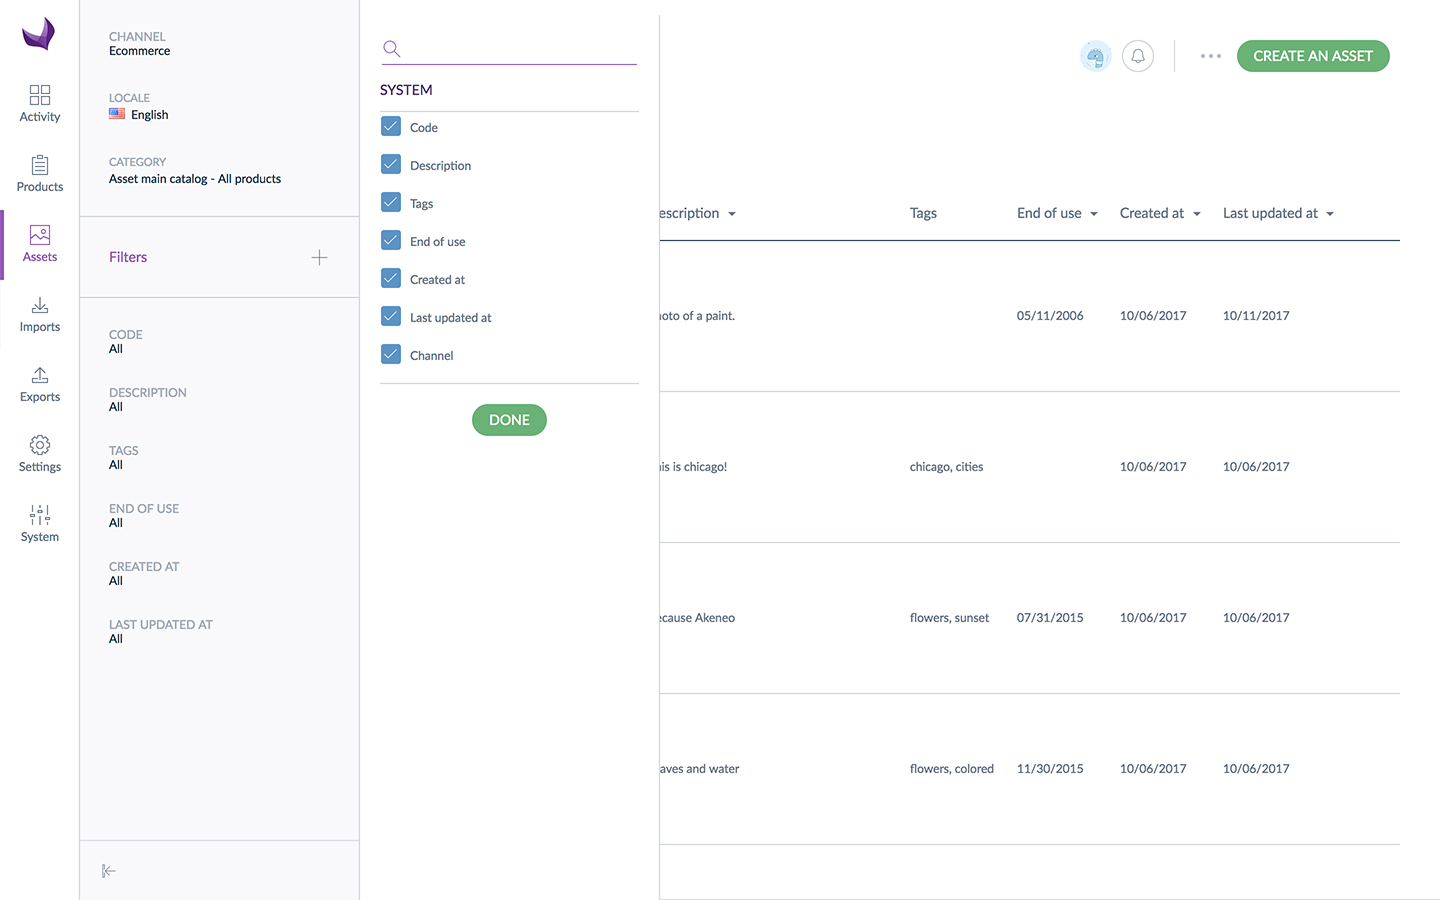 Activity
Products
Assets
Imports
Exports
Settings
System
CHANNEL
Ecommerce
LOCALE
English
CATEGORY
Asset main catalog - All products
Filters
CODE
All
DESCRIPTION
All
TAGS
All
END OF USE
All
CREATED AT
All
LAST UPDATED AT
All
SYSTEM
Code
Description
Tags
End of use
Created at
Last updated at
Channel
DONE
CREATE AN ASSET
escription Tags End of use Created at Last updated at
oto of a paint. 05/11/2006 10/06/2017 10/11/2017
is is chicago! chicago, cities 10/06/2017 10/06/2017
ecause Akeneo flowers, sunset 07/31/2015 10/06/2017 10/06/2017
aves and water flowers, colored 11/30/2015 10/06/2017 10/06/2017